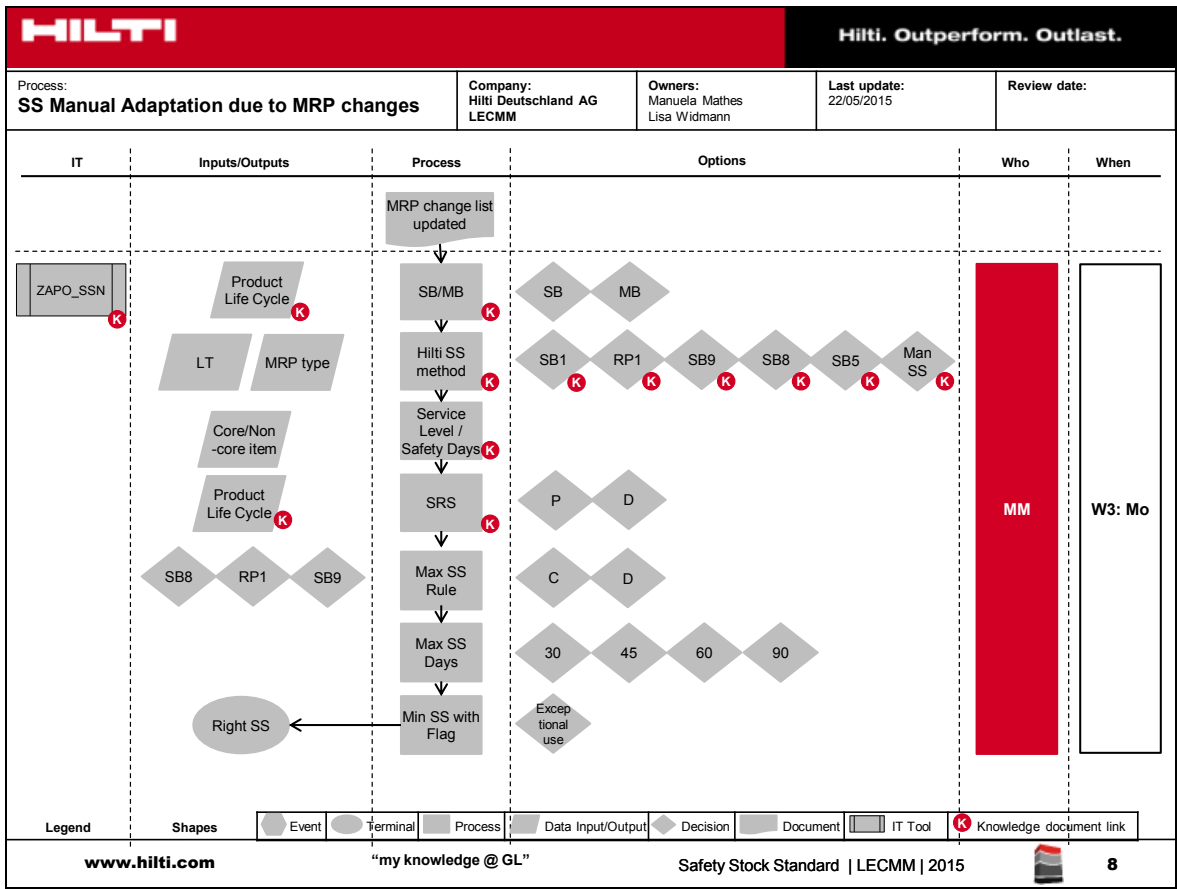 HILTI
Hilti. Outperform. Outlast.
Process:
SS Manual Adaptation due to MRP changes
Company:
Hilti Deutschland AG
LECMM
Owners:
Manuela Mathes
Lisa Widmann
Last update:
22/05/2015
Review date:
IT
Inputs/Outputs
Process
Options
Who
When
MRP change list
updated
ZAPO_SSN
K
Product
Life Cycle
K
SB/MB
K
SB
MB
LT
MRP type
Hilti SS
method
K
SB1
K
RP1
K
SB9
K
SB8
K
SB5
K
Man
SS
K
Core/Non
-core item
Service
Level /
Safety Days
K
Product
Life Cycle
K
SRS
K
P
D
MM
W3: Mo
SB8
RP1
SB9
Max SS
Rule
C
D
Max SS
Days
30
45
60
90
Right SS
Min SS with
Flag
Excep
tional
use
Legend
Shapes
Event
Terminal
Process
Data Input/Output
Decision
Document
IT Tool
K
Knowledge document link
www.hilti.com
“my knowledge @ GL”
Safety Stock Standard | LECMM | 2015
8